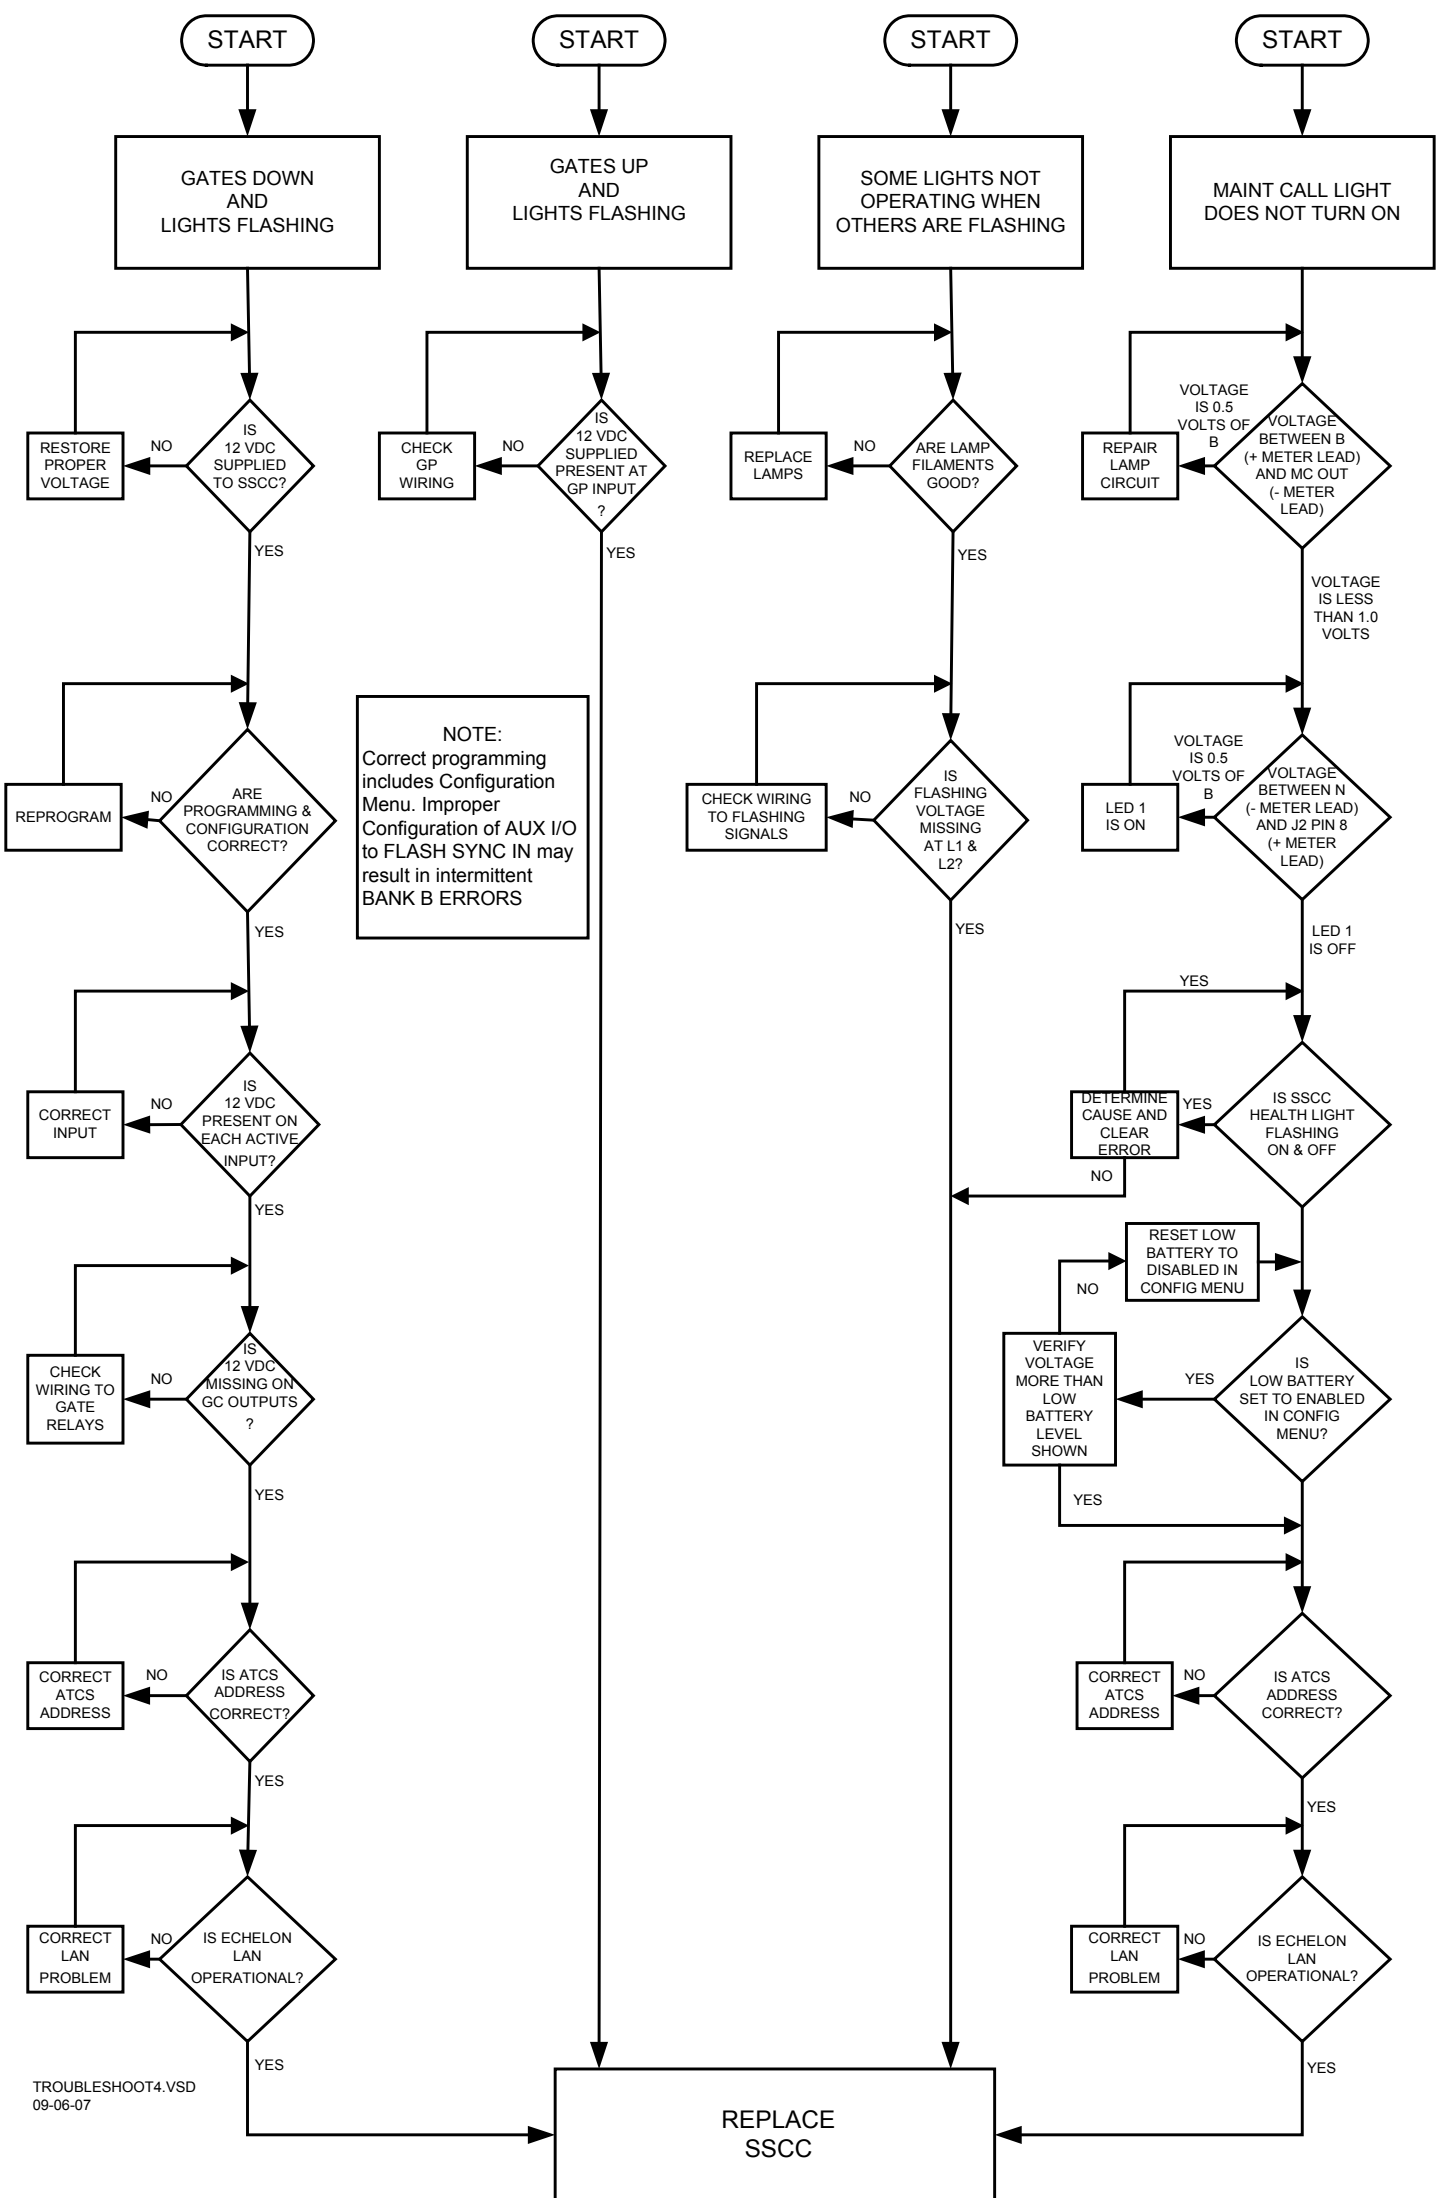 START
START
START
START
GATES DOWN
AND
LIGHTS FLASHING
GATES UP
AND
LIGHTS FLASHING
SOME LIGHTS NOT
OPERATING WHEN
OTHERS ARE FLASHING
MAINT CALL LIGHT
DOES NOT TURN ON
RESTORE
PROPER
VOLTAGE
NO
IS
12 VDC
SUPPLIED
TO SSCC?
YES
REPROGRAM
NO
ARE
PROGRAMMING &
CONFIGURATION
CORRECT?
YES
CORRECT
INPUT
NO
IS
12 VDC
PRESENT ON
EACH ACTIVE
INPUT?
YES
CHECK
WIRING TO
GATE
RELAYS
NO
IS
12 VDC
MISSING ON
GC OUTPUTS
?
YES
CORRECT
ATCS
ADDRESS
NO
IS ATCS
ADDRESS
CORRECT?
YES
CORRECT
LAN
PROBLEM
NO
IS ECHELON
LAN
OPERATIONAL?
YES
CHECK
GP
WIRING
NO
IS
12 VDC
SUPPLIED
PRESENT AT
GP INPUT
?
YES
NOTE:
Correct programming
includes Configuration
Menu. Improper
Configuration of AUX I/O
to FLASH SYNC IN may
result in intermittent
BANK B ERRORS
REPLACE
LAMPS
NO
ARE LAMP
FILAMENTS
GOOD?
YES
CHECK WIRING
TO FLASHING
SIGNALS
NO
IS
FLASHING
VOLTAGE
MISSING
AT L1 &
L2?
YES
VOLTAGE
IS 0.5
VOLTS OF
B
REPAIR
LAMP
CIRCUIT
VOLTAGE
BETWEEN B
(+ METER LEAD)
AND MC OUT
(- METER
LEAD)
VOLTAGE
IS LESS
THAN 1.0
VOLTS
VOLTAGE
IS 0.5
VOLTS OF
B
LED 1
IS ON
VOLTAGE
BETWEEN N
(- METER LEAD)
AND J2 PIN 8
(+ METER
LEAD)
LED 1
IS OFF
YES
DETERMINE
CAUSE AND
CLEAR
ERROR
YES
IS SSCC
HEALTH LIGHT
FLASHING
ON & OFF
NO
RESET LOW
BATTERY TO
DISABLED IN
CONFIG MENU
NO
VERIFY
VOLTAGE
MORE THAN
LOW
BATTERY
LEVEL
SHOWN
YES
IS
LOW BATTERY
SET TO ENABLED
IN CONFIG
MENU?
YES
CORRECT
ATCS
ADDRESS
NO
IS ATCS
ADDRESS
CORRECT?
YES
CORRECT
LAN
PROBLEM
NO
IS ECHELON
LAN
OPERATIONAL?
YES
REPLACE
SSCC
TROUBLESHOOT4.VSD
09-06-07